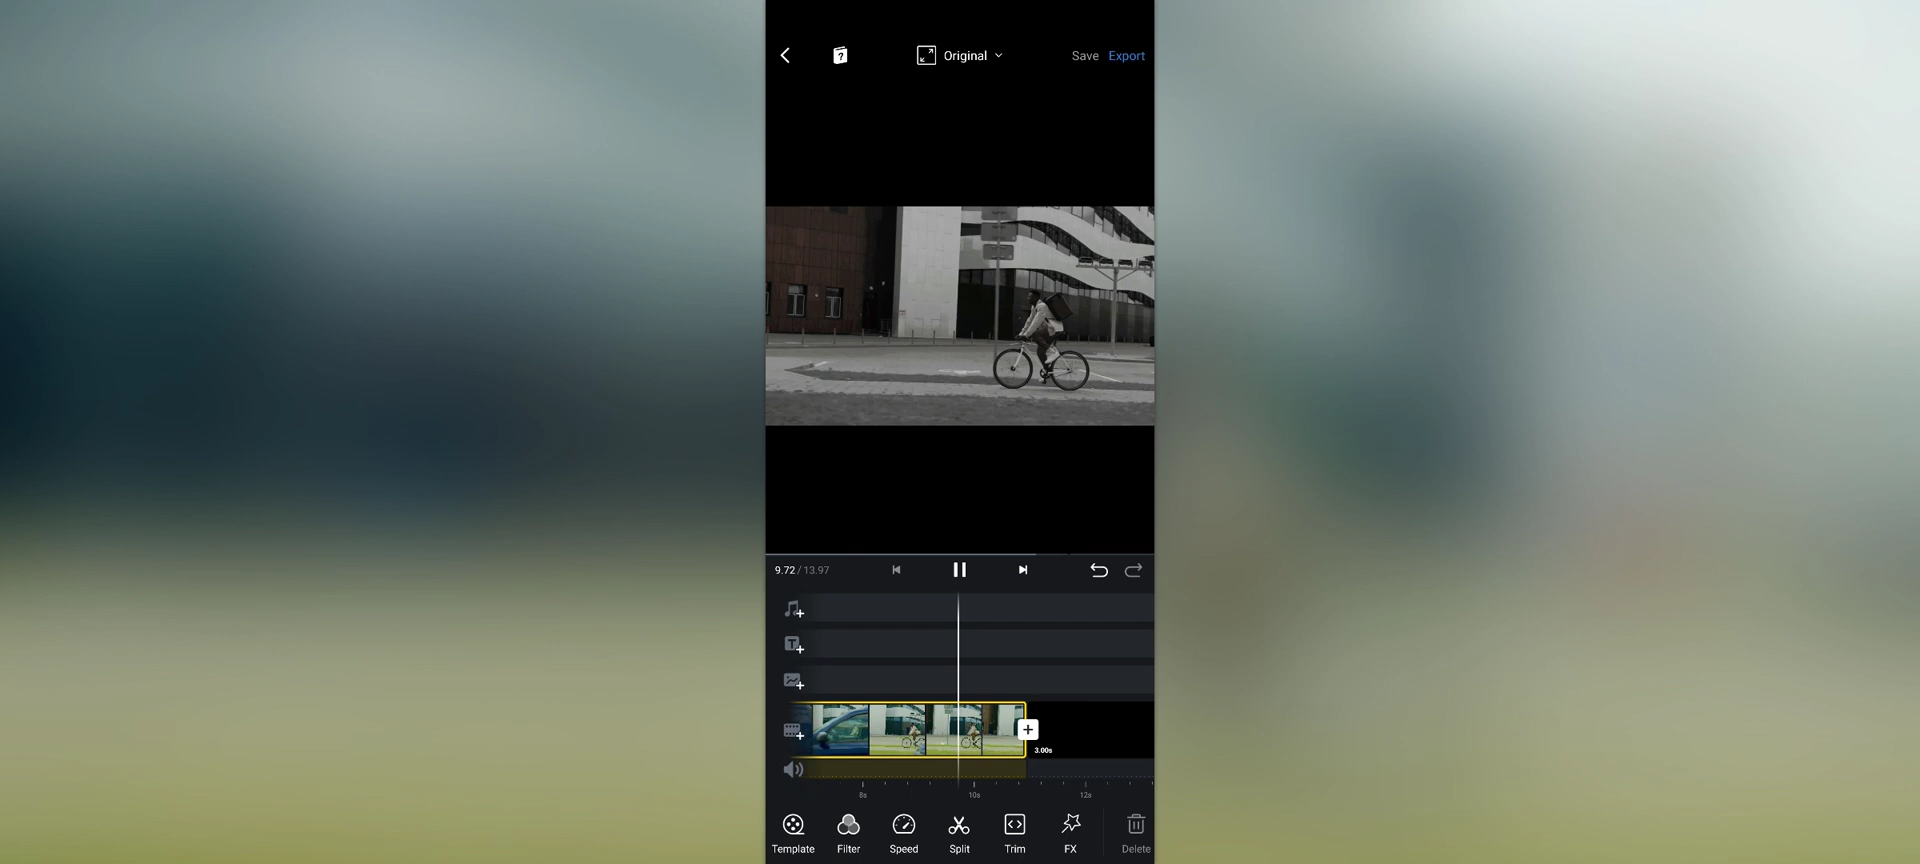 ?
Original
Save Export
9.72 / 13.97
T
3.00s
8s 10s 12s
Template Filter Speed Split Trim FX Delete